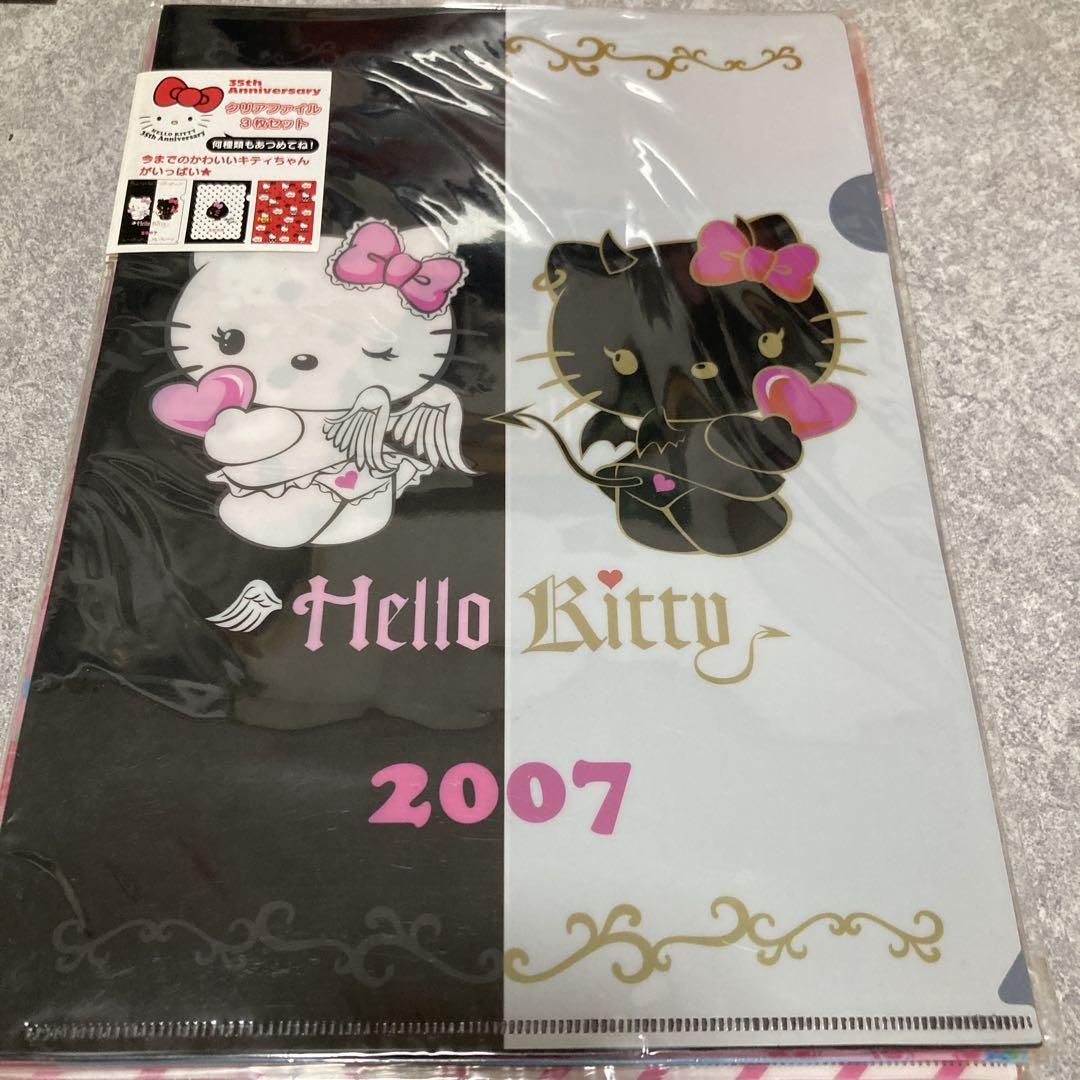 35th
Anniversary
クリアファイル
3枚セット
HELLO KITTY
35th Anniversary
何種類もあつめてね!
今までのかわいいキティちゃん
がいっぱい★
Hello Kitty
2007